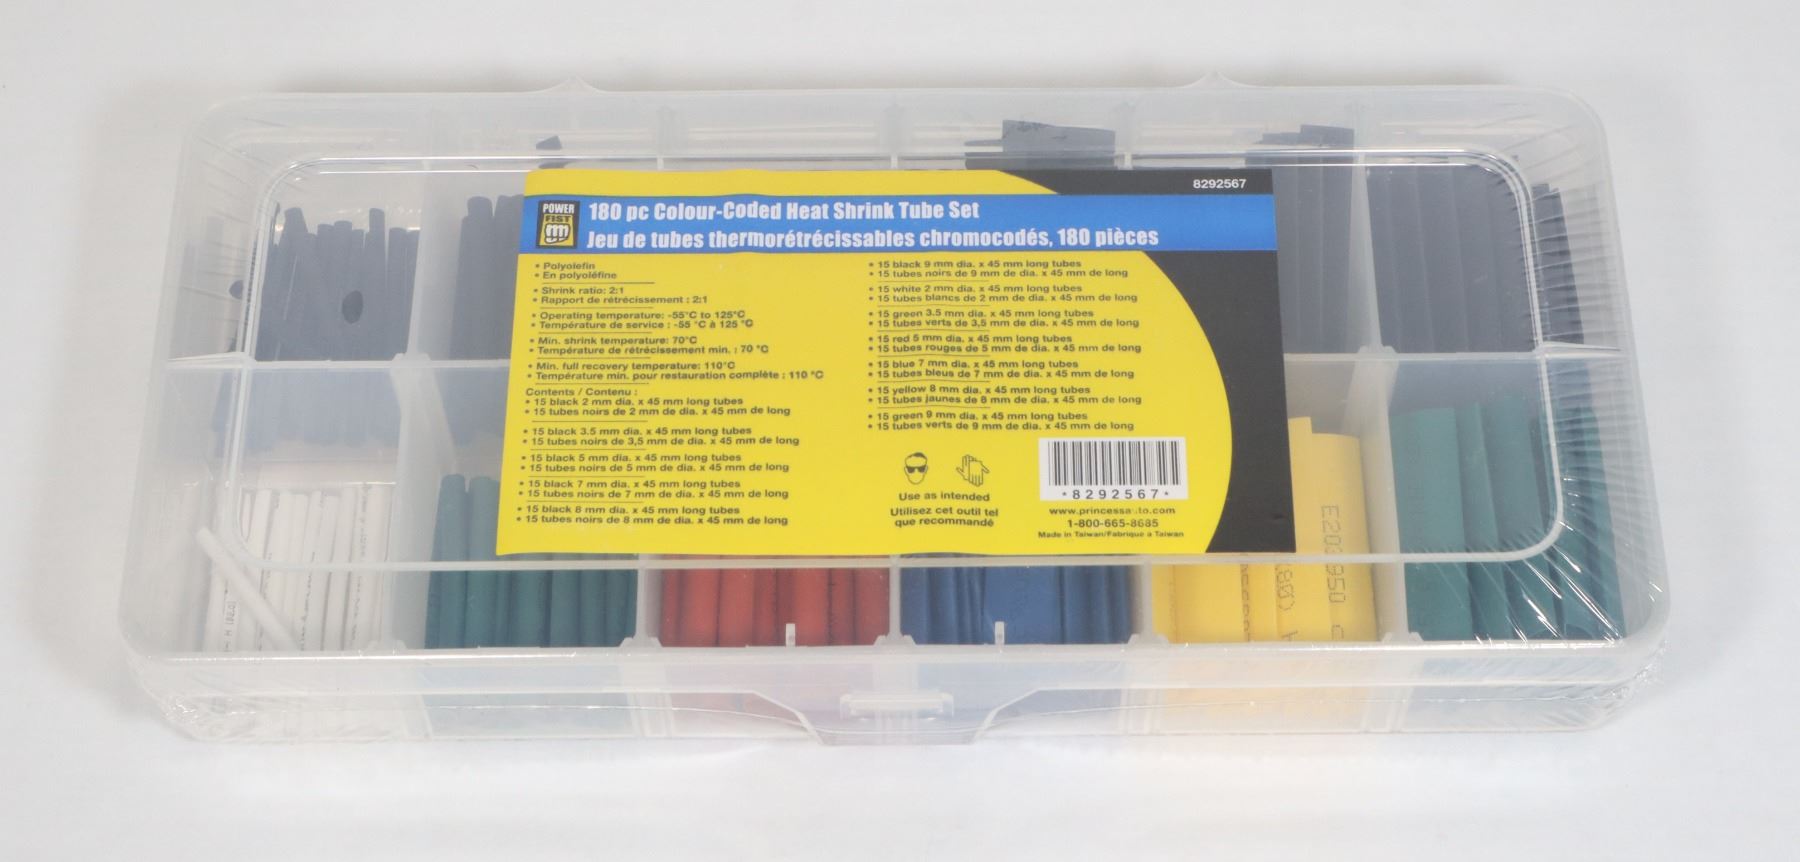 8292567
POWER
FIST
180 pc Colour-Coded Heat Shrink Tube Set
Jeu de tubes thermorétrécissables chromocodés, 180 pièces
• Polyolefin
• En polyoléfine
• Shrink ratio: 2:1
• Rapport de rétrécissement : 2:1
• Operating temperature: -55°C to 125°C
• Température de service : -55 °C à 125 °C
• Min. shrink temperature: 70°C
• Température de rétrécissement min. : 70 °C
• Min. full recovery temperature: 110°C
• Température min. pour restauration complète : 110 °C
Contents / Contenu :
• 15 black 2 mm dia. x 45 mm long tubes
• 15 tubes noirs de 2 mm de dia. x 45 mm de long
• 15 black 3.5 mm dia. x 45 mm long tubes
• 15 tubes noirs de 3,5 mm de dia. x 45 mm de long
• 15 black 5 mm dia. x 45 mm long tubes
• 15 tubes noirs de 5 mm de dia. x 45 mm de long
• 15 black 7 mm dia. x 45 mm long tubes
• 15 tubes noirs de 7 mm de dia. x 45 mm de long
• 15 black 8 mm dia. x 45 mm long tubes
• 15 tubes noirs de 8 mm de dia. x 45 mm de long
• 15 black 9 mm dia. x 45 mm long tubes
• 15 tubes noirs de 9 mm de dia. x 45 mm de long
• 15 white 2 mm dia. x 45 mm long tubes
• 15 tubes blancs de 2 mm de dia. x 45 mm de long
• 15 green 3.5 mm dia. x 45 mm long tubes
• 15 tubes verts de 3,5 mm de dia. x 45 mm de long
• 15 red 5 mm dia. x 45 mm long tubes
• 15 tubes rouges de 5 mm de dia. x 45 mm de long
• 15 blue 7 mm dia. x 45 mm long tubes
• 15 tubes bleus de 7 mm de dia. x 45 mm de long
• 15 yellow 8 mm dia. x 45 mm long tubes
• 15 tubes jaunes de 8 mm de dia. x 45 mm de long
• 15 green 9 mm dia. x 45 mm long tubes
• 15 tubes verts de 9 mm de dia. x 45 mm de long
Use as intended
Utilisez cet outil tel
que recommandé
*8292567*
1-800-665-8685
Made in Taiwan/Fabriqué à Taiwan
E203950